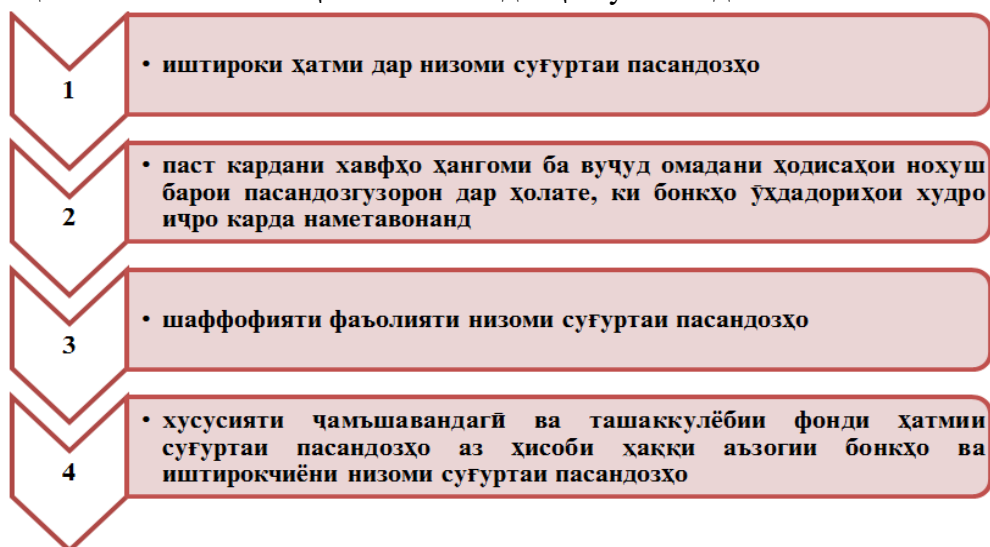 1
• иштироки ҳатми дар низоми суғуртаи пасандозҳо
2
• паст кардани хавфҳо ҳангоми ба вуҷуд омадани ҳодисаҳои нохуш
барои пасандозгузорон дар ҳолате, ки бонкҳо ӯҳдадориҳои худро
иҷро карда наметавонанд
3
• шаффофияти фаъолияти низоми суғуртаи пасандозҳо
4
• хусусияти ҷамъшавандагӣ ва ташаккулёбии фонди ҳатмии
суғуртаи пасандозҳо аз ҳисоби ҳаққи аъзогии бонкҳо ва
иштирокчиёни низоми суғуртаи пасандозҳо